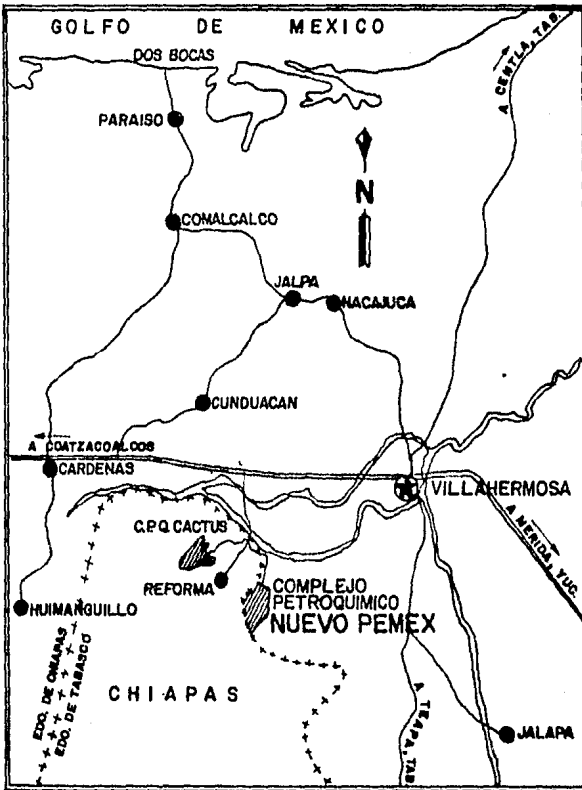 GOLFO DE MEXICO
DOS BOCAS
A CENTLA, TAB.
PARAISO
N
COMALCALCO
JALPA
NACAJUCA
CUNDUACAN
A COATZACOALCOS
CARDENAS
VILLAHERMOSA
A MERIDA, YUC.
C.P.Q. CACTUS
REFORMA
COMPLEJO
PETROQUIMICO
NUEVO PEMEX
HUIMANGUILLO
EDO. DE CHIAPAS
EDO. DE TABASCO
CHIAPAS
A TEAPA, TAB.
JALAPA